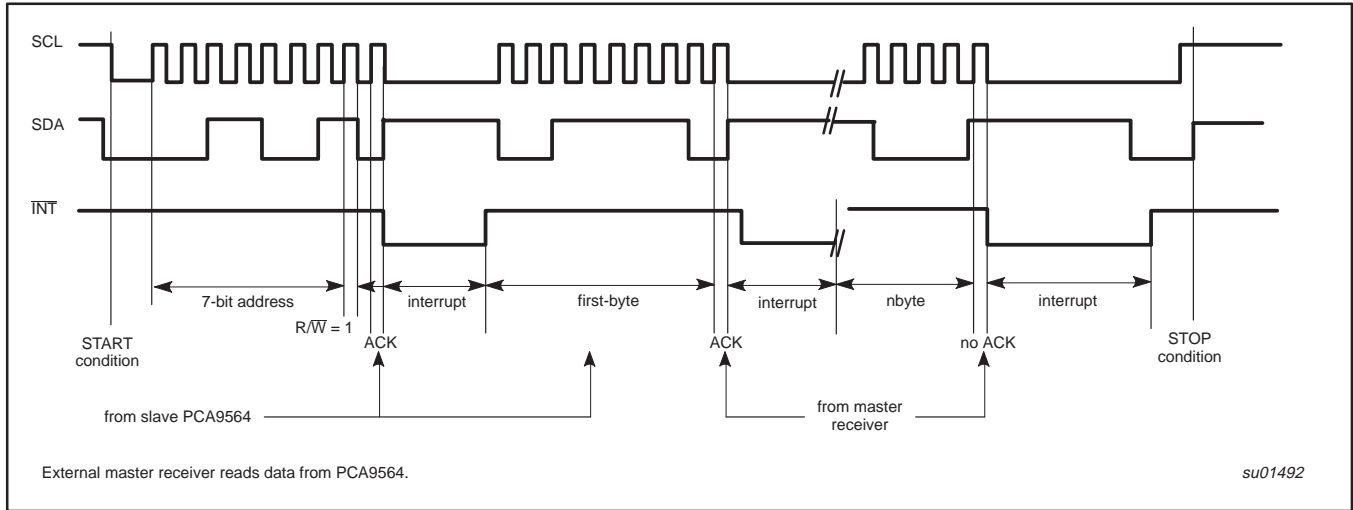 SCL
SDA
INT
7-bit address
R/W = 1
interrupt
first-byte
interrupt
nbyte
interrupt
START
condition
ACK
ACK
no ACK
STOP
condition
from slave PCA9564
from master
receiver
External master receiver reads data from PCA9564.
su01492